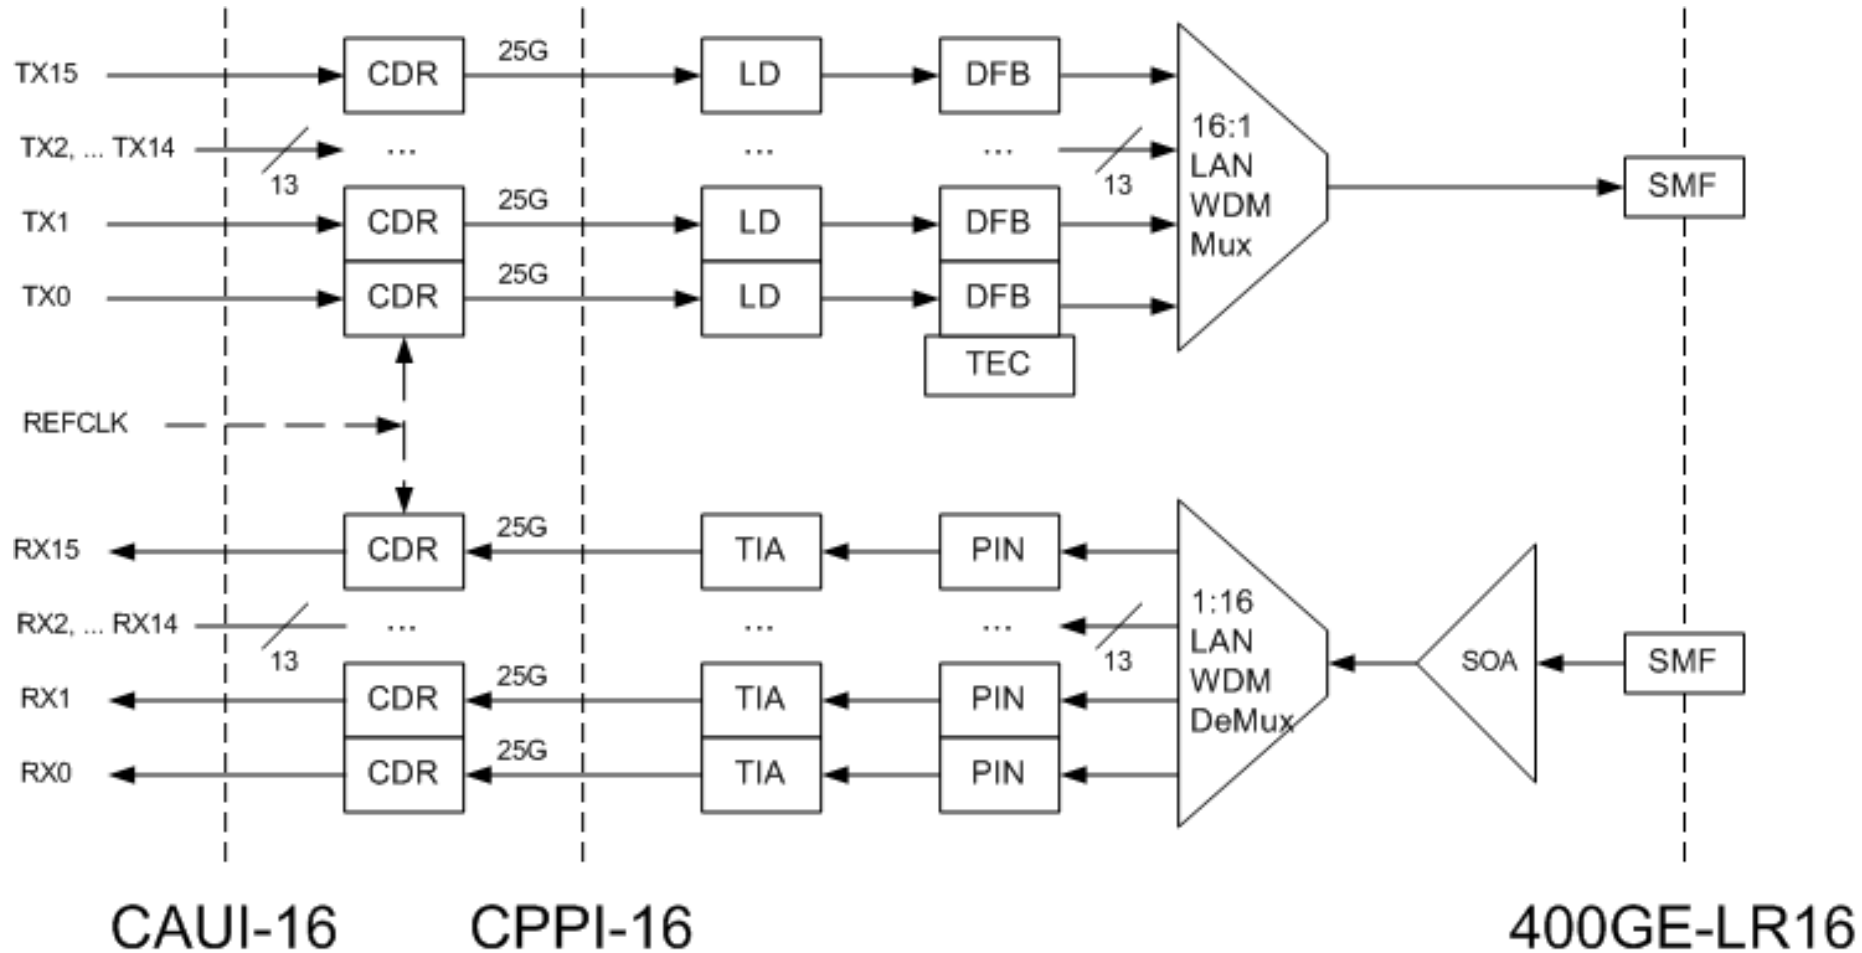 TX15 CDR 25G LD DFB
TX2, ... TX14 13 ... ... ... 13
TX1 CDR 25G LD DFB
TX0 CDR 25G LD DFB
TEC
16:1
LAN
WDM
Mux
SMF
REFCLK
RX15 CDR 25G TIA PIN
RX2, ... RX14 13 ... ... ... 13
RX1 CDR 25G TIA PIN
RX0 CDR 25G TIA PIN
1:16
LAN
WDM
DeMux
SOA
SMF
CAUI-16 CPPI-16 400GE-LR16